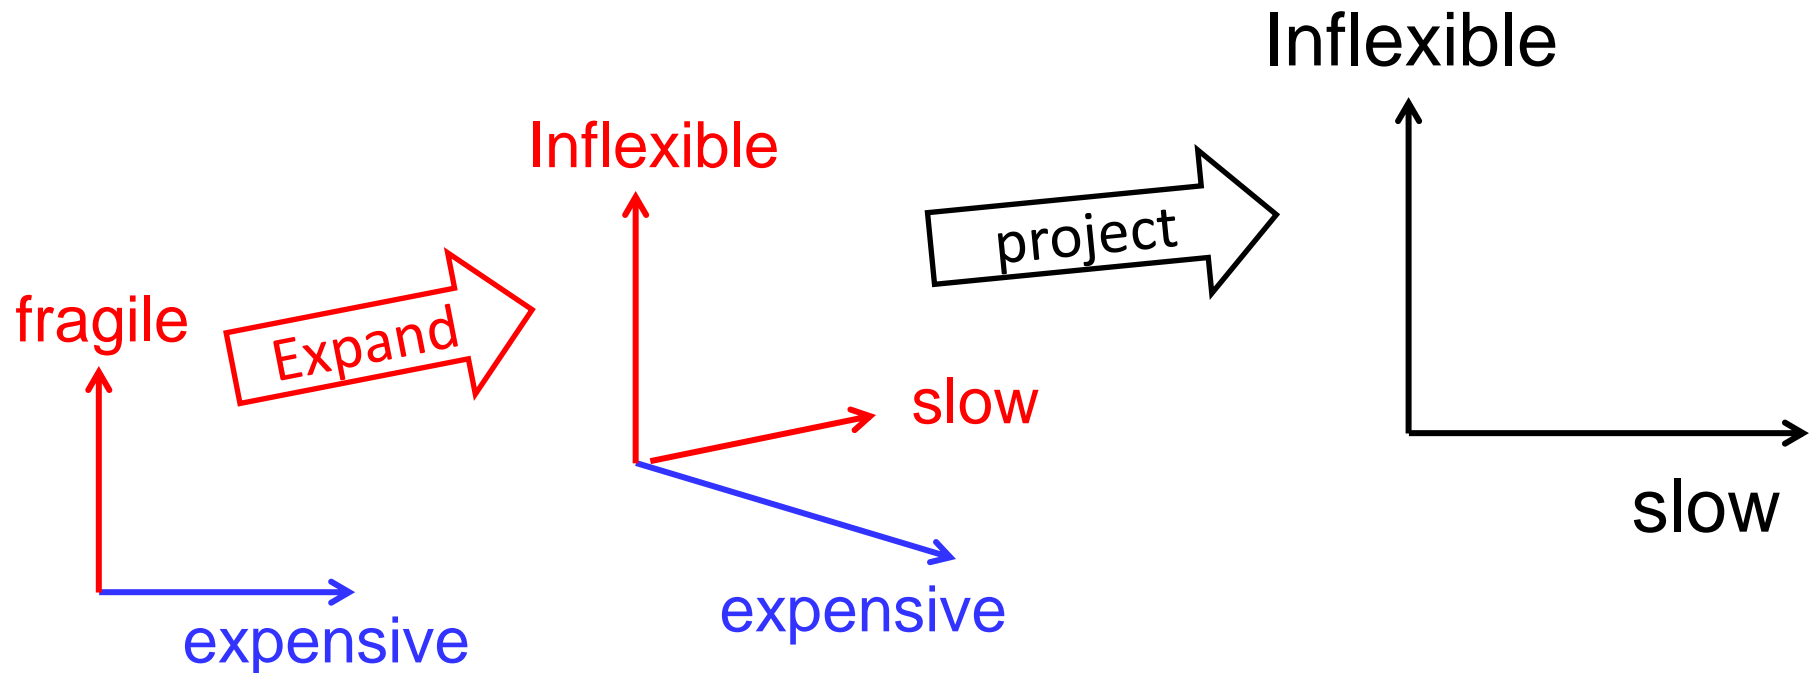 fragile
expensive
Expand
Inflexible
slow
expensive
project
Inflexible
slow